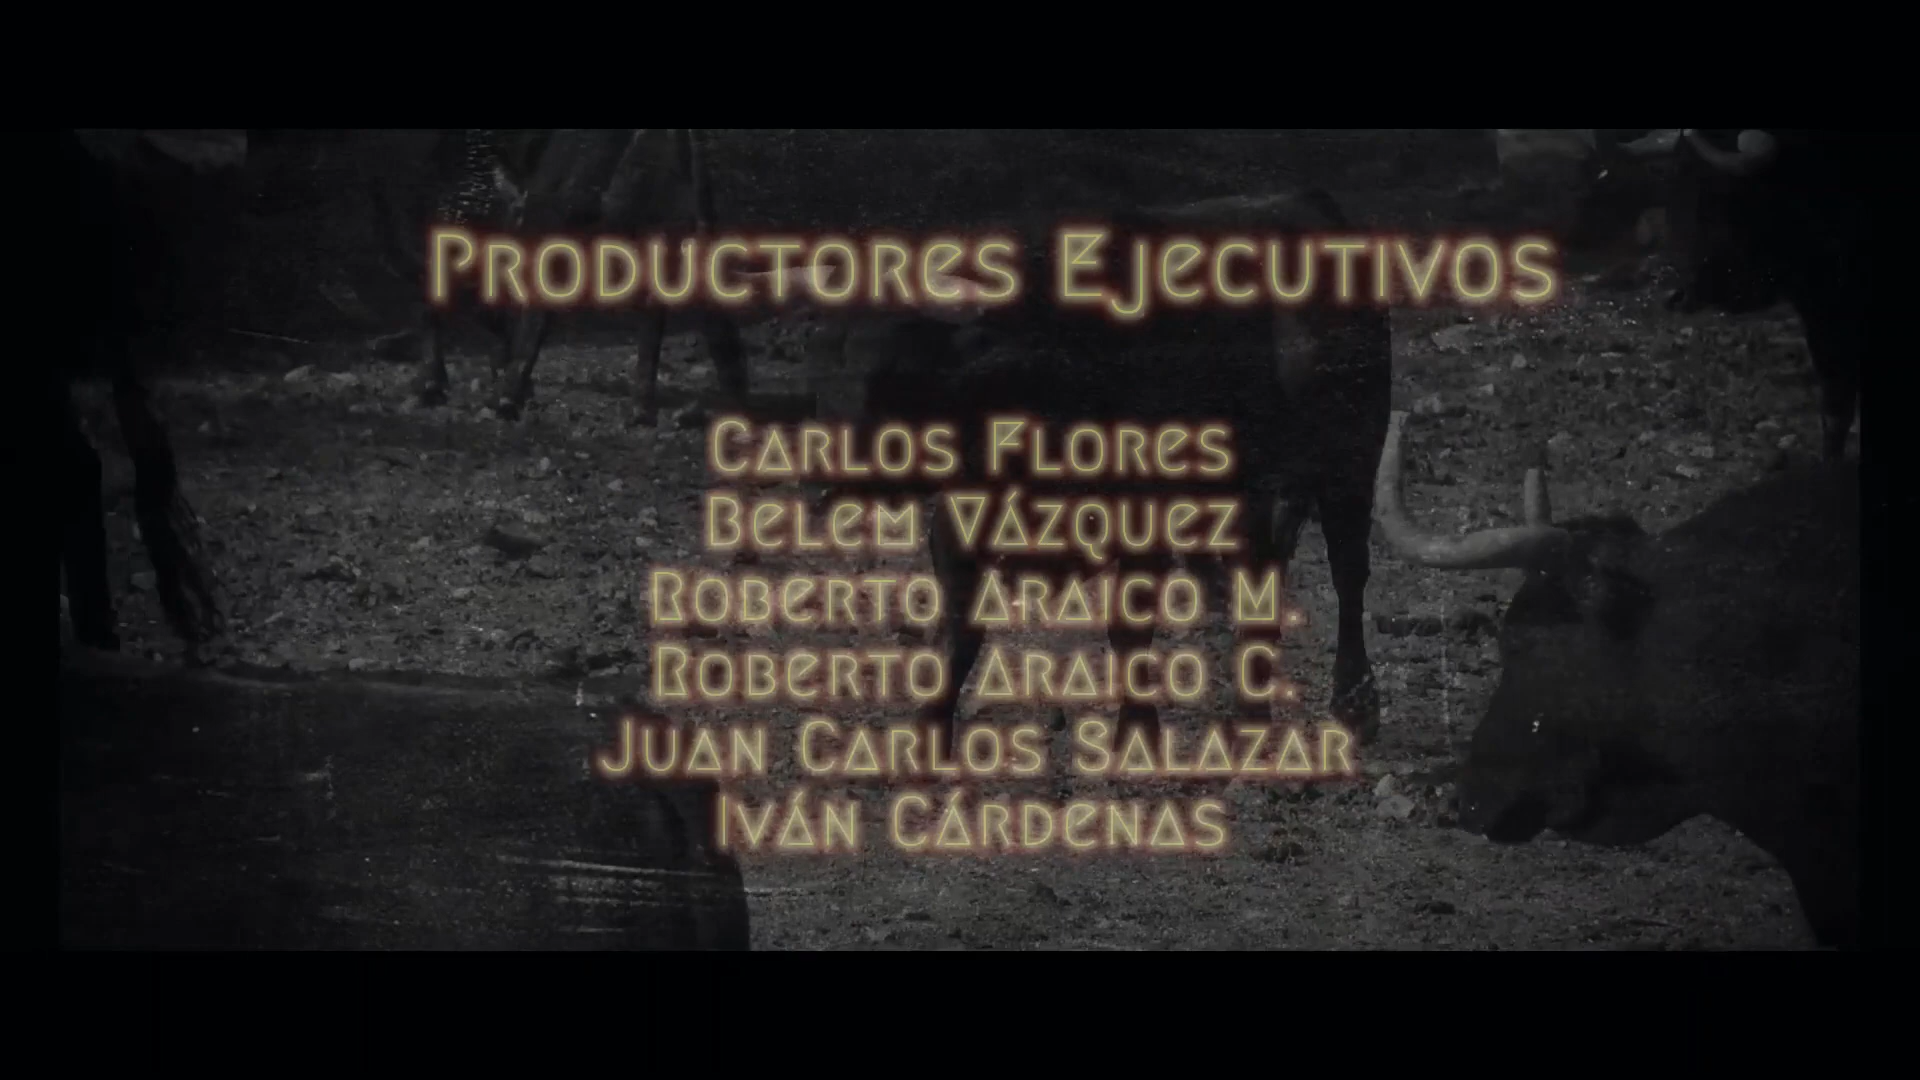 Productores Ejecutivos
Carlos Flores
Belem Vázquez
Roberto Araico M.
Roberto Araico C.
Juan Carlos Salazar
Iván Cárdenas